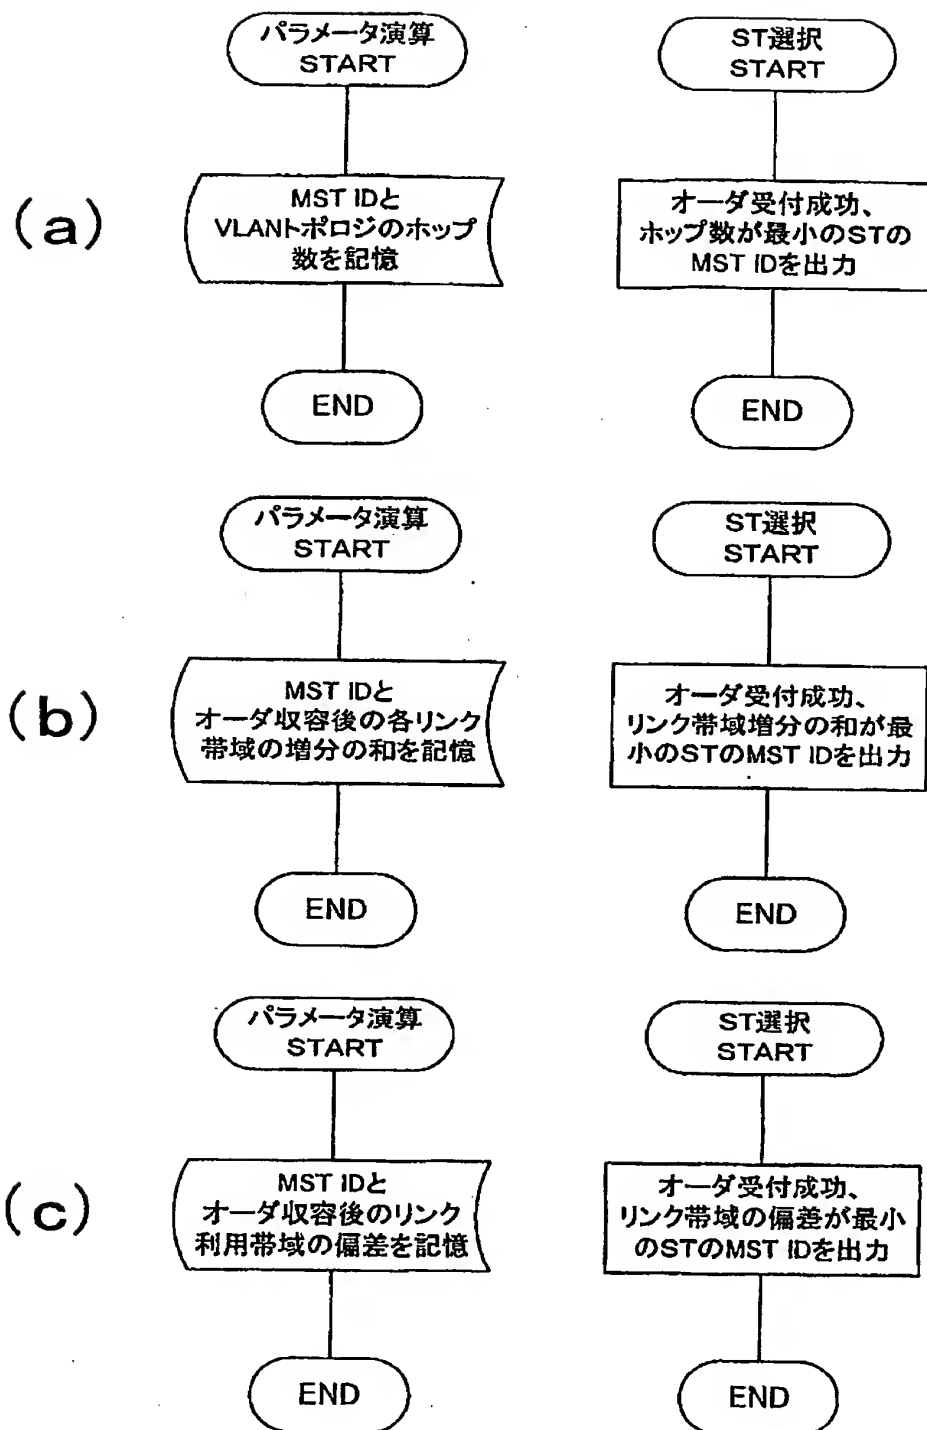 (a)
パラメータ演算
START
MST IDと
VLANトポロジのホップ
数を記憶
END
ST選択
START
オーダ受付成功、
ホップ数が最小のSTの
MST IDを出力
END
(b)
パラメータ演算
START
MST IDと
オーダ収容後の各リンク
帯域の増分の和を記憶
END
ST選択
START
オーダ受付成功、
リンク帯域増分の和が最
小のSTのMST IDを出力
END
(c)
パラメータ演算
START
MST IDと
オーダ収容後のリンク
利用帯域の偏差を記憶
END
ST選択
START
オーダ受付成功、
リンク帯域の偏差が最小
のSTのMST IDを出力
END